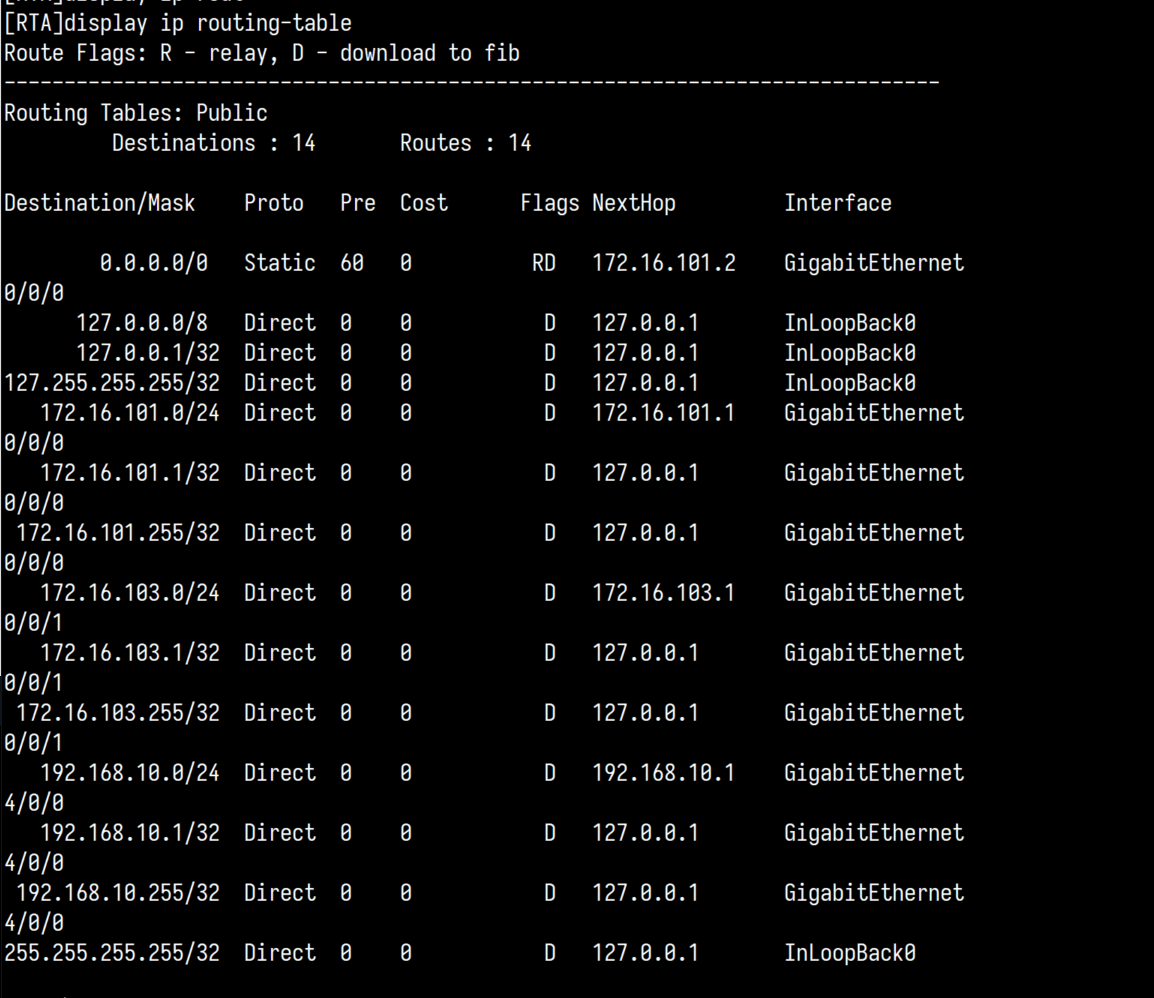 [RTA]display ip rout
[RTA]display ip routing-table
Route Flags: R - relay, D - download to fib
------------------------------------------------------------------------------
Routing Tables: Public
         Destinations : 14       Routes : 14

Destination/Mask    Proto   Pre  Cost      Flags NextHop         Interface

        0.0.0.0/0   Static  60   0          RD   172.16.101.2    GigabitEthernet
0/0/0
      127.0.0.0/8   Direct  0    0           D   127.0.0.1       InLoopBack0
      127.0.0.1/32  Direct  0    0           D   127.0.0.1       InLoopBack0
127.255.255.255/32  Direct  0    0           D   127.0.0.1       InLoopBack0
   172.16.101.0/24  Direct  0    0           D   172.16.101.1    GigabitEthernet
0/0/0
   172.16.101.1/32  Direct  0    0           D   127.0.0.1       GigabitEthernet
0/0/0
 172.16.101.255/32  Direct  0    0           D   127.0.0.1       GigabitEthernet
0/0/0
   172.16.103.0/24  Direct  0    0           D   172.16.103.1    GigabitEthernet
0/0/1
   172.16.103.1/32  Direct  0    0           D   127.0.0.1       GigabitEthernet
0/0/1
 172.16.103.255/32  Direct  0    0           D   127.0.0.1       GigabitEthernet
0/0/1
   192.168.10.0/24  Direct  0    0           D   192.168.10.1    GigabitEthernet
4/0/0
   192.168.10.1/32  Direct  0    0           D   127.0.0.1       GigabitEthernet
4/0/0
 192.168.10.255/32  Direct  0    0           D   127.0.0.1       GigabitEthernet
4/0/0
255.255.255.255/32  Direct  0    0           D   127.0.0.1       InLoopBack0